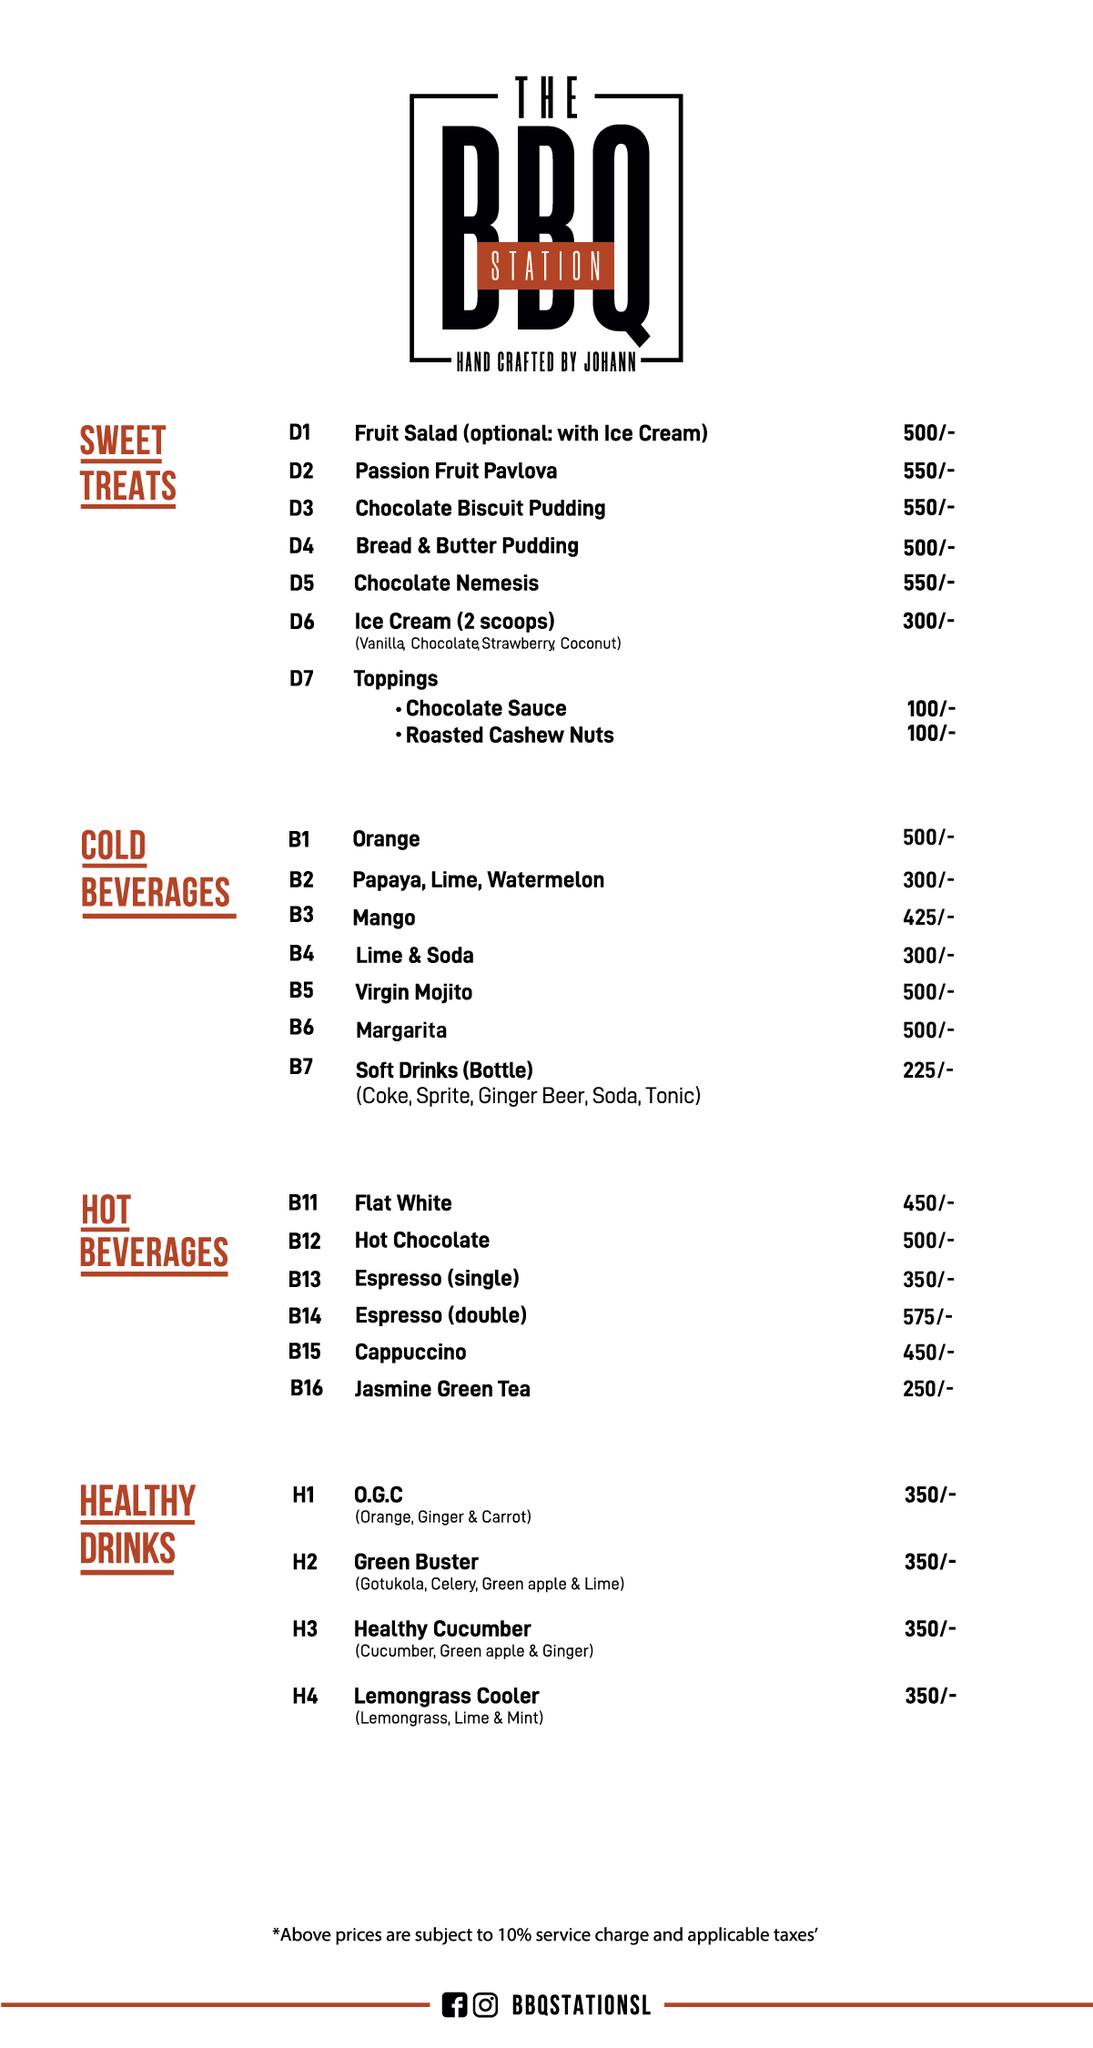 THE
BBQ
STATION
HAND CRAFTED BY JOHANN
SWEET
TREATS
D1 Fruit Salad (optional: with Ice Cream) 500/-
D2 Passion Fruit Pavlova 550/-
D3 Chocolate Biscuit Pudding 550/-
D4 Bread & Butter Pudding 500/-
D5 Chocolate Nemesis 550/-
D6 Ice Cream (2 scoops) 300/-
(Vanilla, Chocolate, Strawberry, Coconut)
D7 Toppings
• Chocolate Sauce 100/-
• Roasted Cashew Nuts 100/-
COLD
BEVERAGES
B1 Orange 500/-
B2 Papaya, Lime, Watermelon 300/-
B3 Mango 425/-
B4 Lime & Soda 300/-
B5 Virgin Mojito 500/-
B6 Margarita 500/-
B7 Soft Drinks (Bottle) 225/-
(Coke, Sprite, Ginger Beer, Soda, Tonic)
HOT
BEVERAGES
B11 Flat White 450/-
B12 Hot Chocolate 500/-
B13 Espresso (single) 350/-
B14 Espresso (double) 575/-
B15 Cappuccino 450/-
B16 Jasmine Green Tea 250/-
HEALTHY
DRINKS
H1 O.G.C 350/-
(Orange, Ginger & Carrot)
H2 Green Buster 350/-
(Gotukola, Celery, Green apple & Lime)
H3 Healthy Cucumber 350/-
(Cucumber, Green apple & Ginger)
H4 Lemongrass Cooler 350/-
(Lemongrass, Lime & Mint)
*Above prices are subject to 10% service charge and applicable taxes’
BBQSTATIONSL